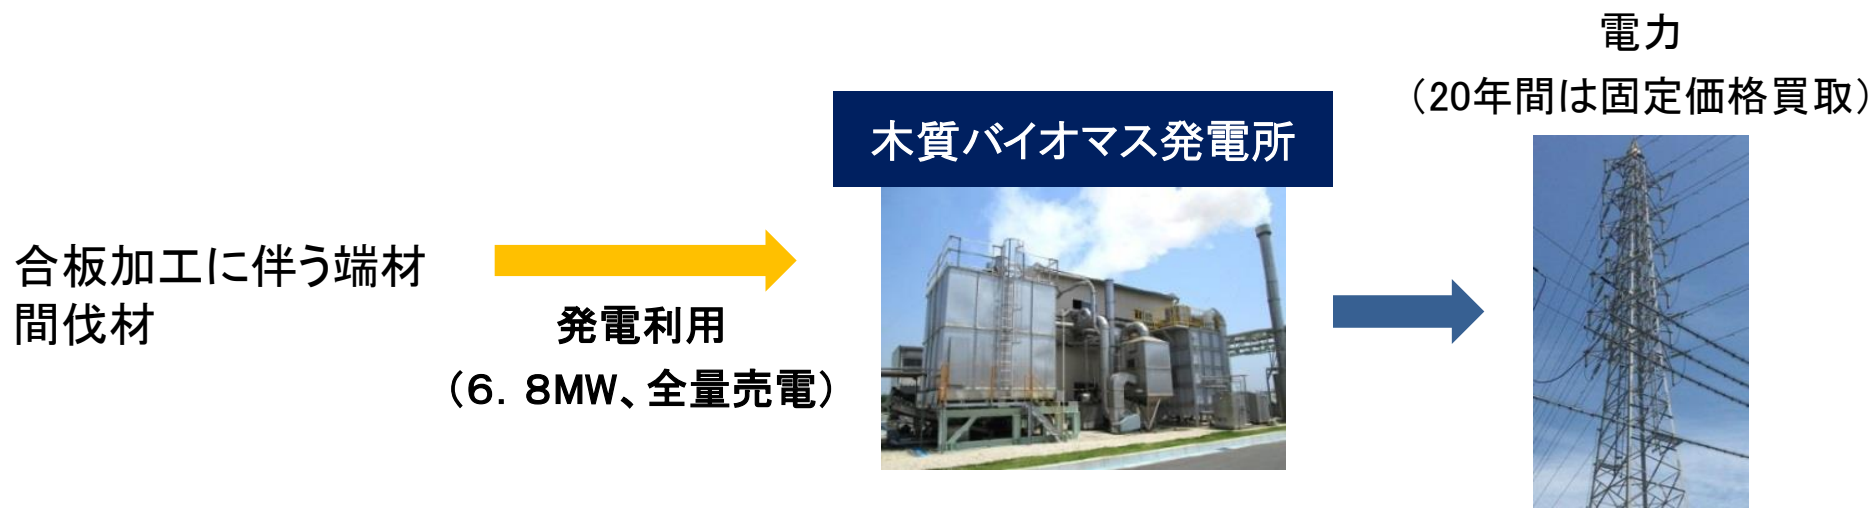 合板加工に伴う端材
間伐材
発電利用
（６．８MW、全量売電）
木質バイオマス発電所
電力
（20年間は固定価格買取）